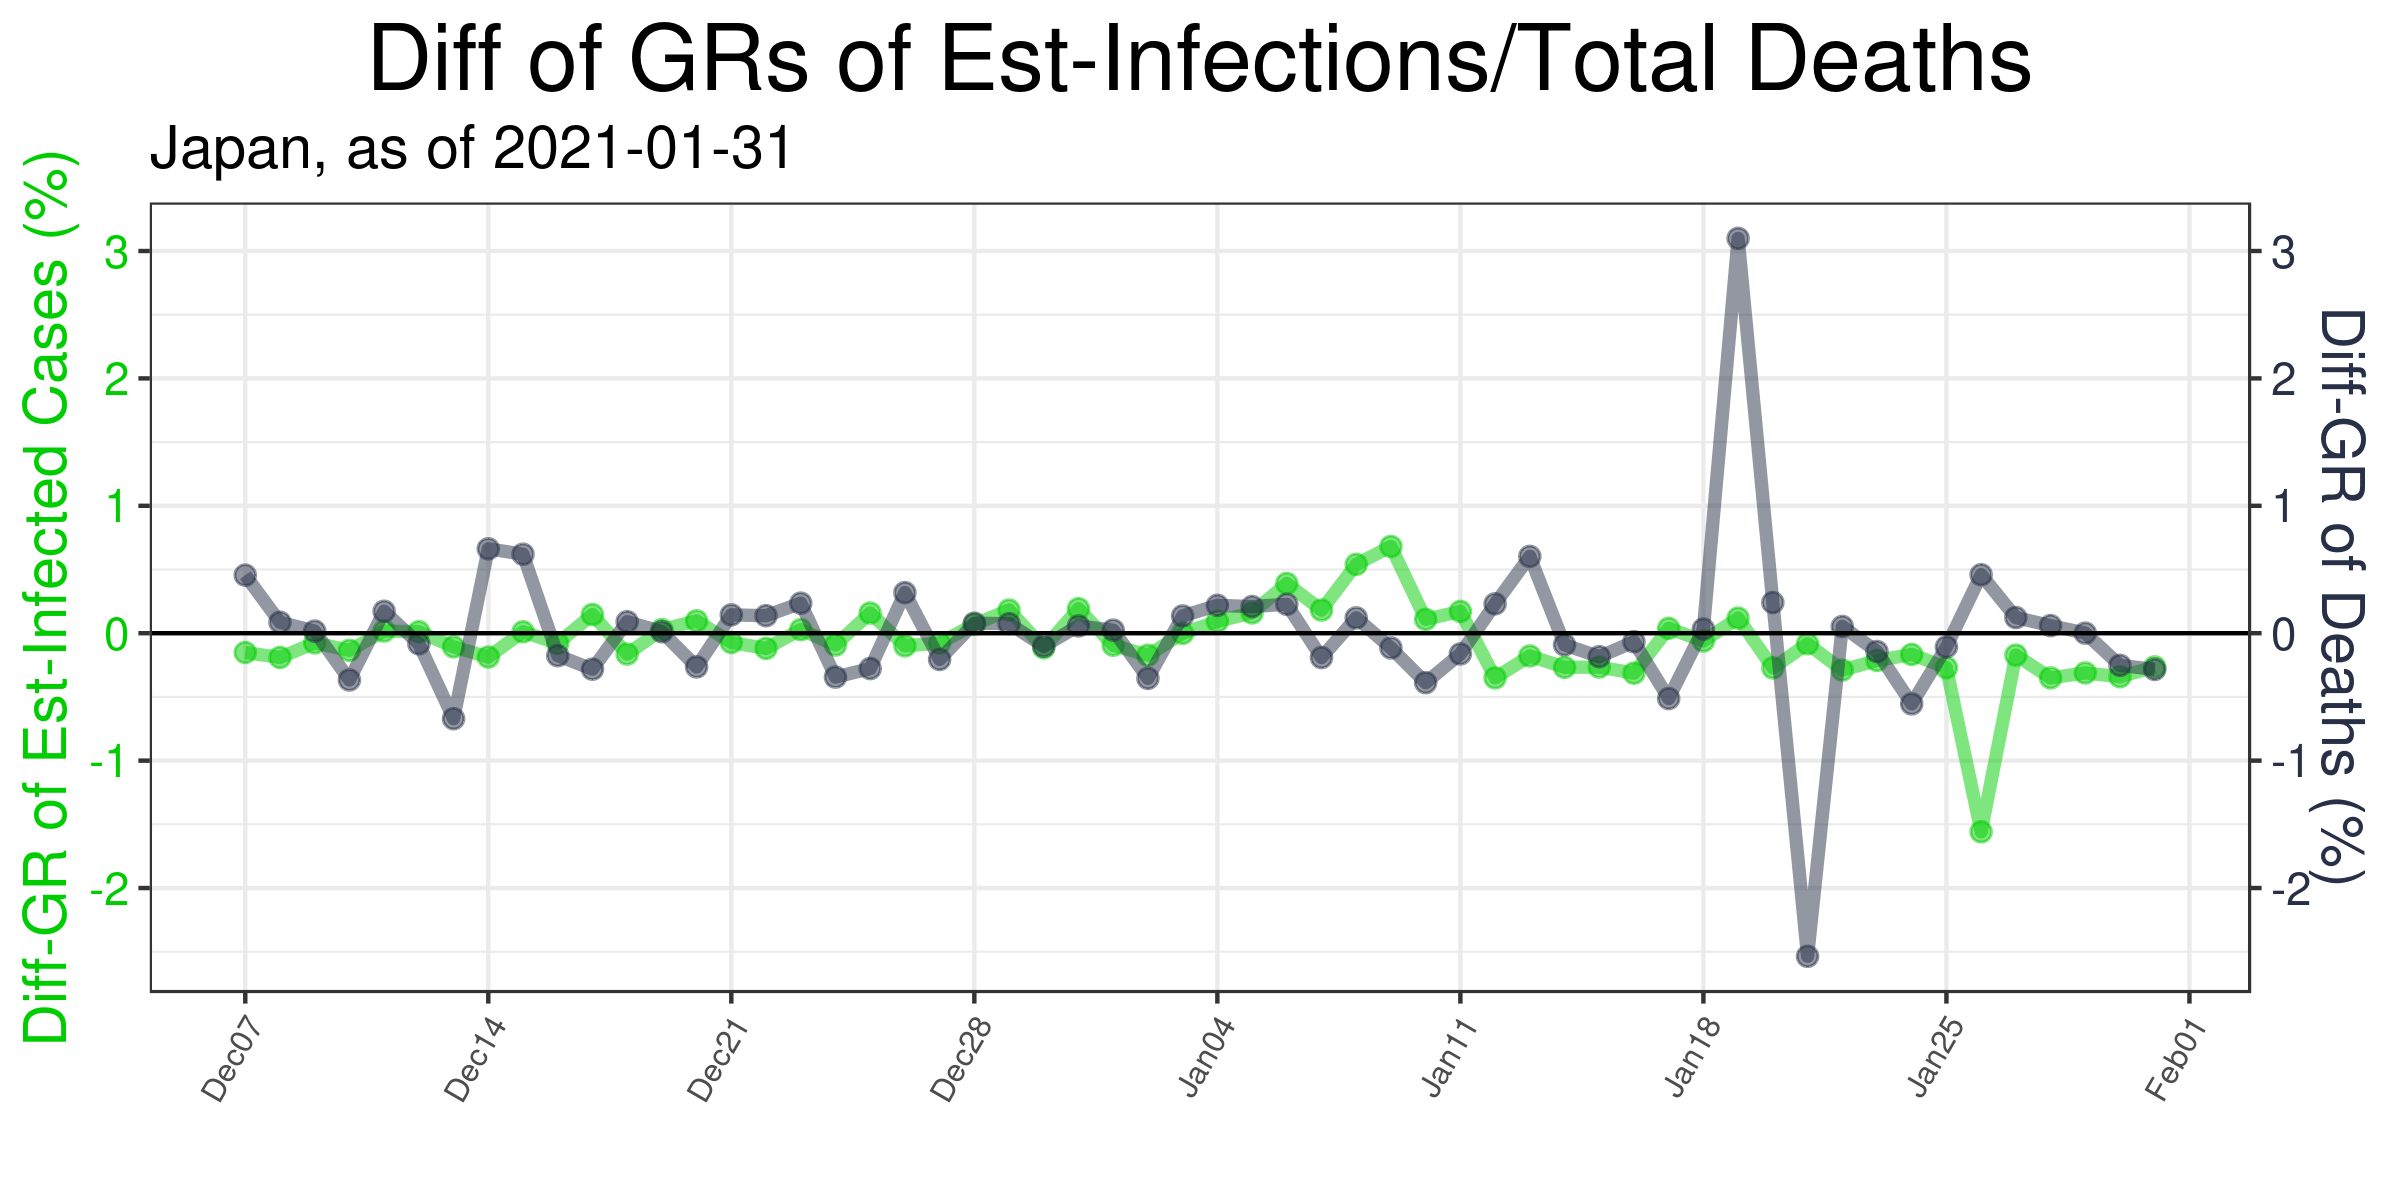 Diff of GRs of Est-Infections/Total Deaths
Japan, as of 2021-01-31
Diff-GR of Est-Infected Cases (%)
3
2
1
0
-1
-2
3
2
1
0
-1
-2
Diff-GR of Deaths (%)
Dec07
Dec14
Dec21
Dec28
Jan04
Jan11
Jan18
Jan25
Feb01